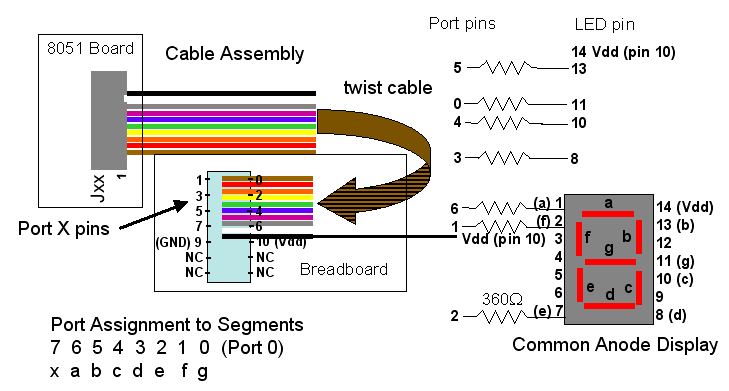 Port pins LED pin
8051 Board
Cable Assembly
14 Vdd (pin 10)
5 13
twist cable
0 11
4 10
3 8
Jxx
1
1 0
3 2
5 4
7 6
Port X pins
(GND) 9 10 (Vdd)
NC NC
NC NC
Breadboard
6 (a) 1 a 14 (Vdd)
1 (f) 2 13 (b)
Vdd (pin 10) 3 f b 12
g
4 11 (g)
5 10 (c)
e c
6 d 9
360Ω
2 (e) 7 8 (d)
Common Anode Display
Port Assignment to Segments
7 6 5 4 3 2 1 0 (Port 0)
x a b c d e f g